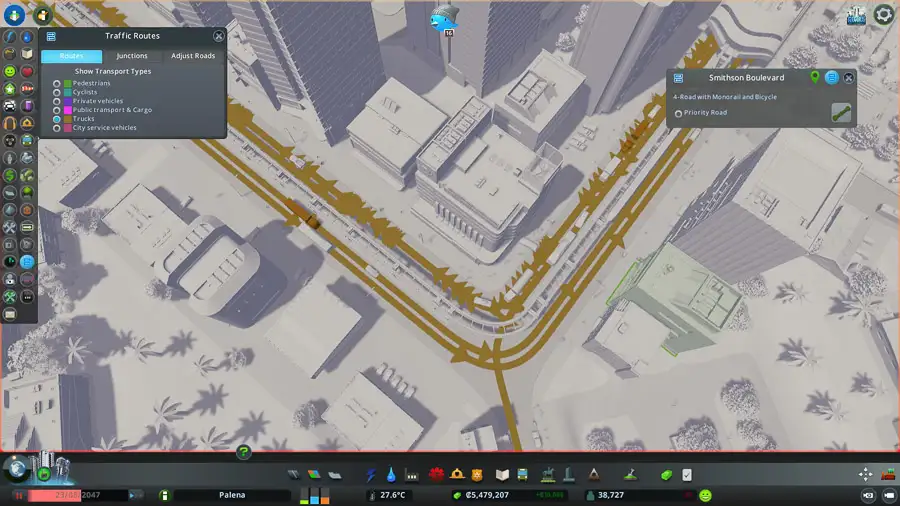 Traffic Routes
Routes
Junctions
Adjust Roads
Show Transport Types
Pedestrians
Cyclists
Private vehicles
Public transport & Cargo
Trucks
City service vehicles
16
Smithson Boulevard
4-Road with Monorail and Bicycle
Priority Road
?
2047
Palena
27.6°C
₡5,479,207
38,727